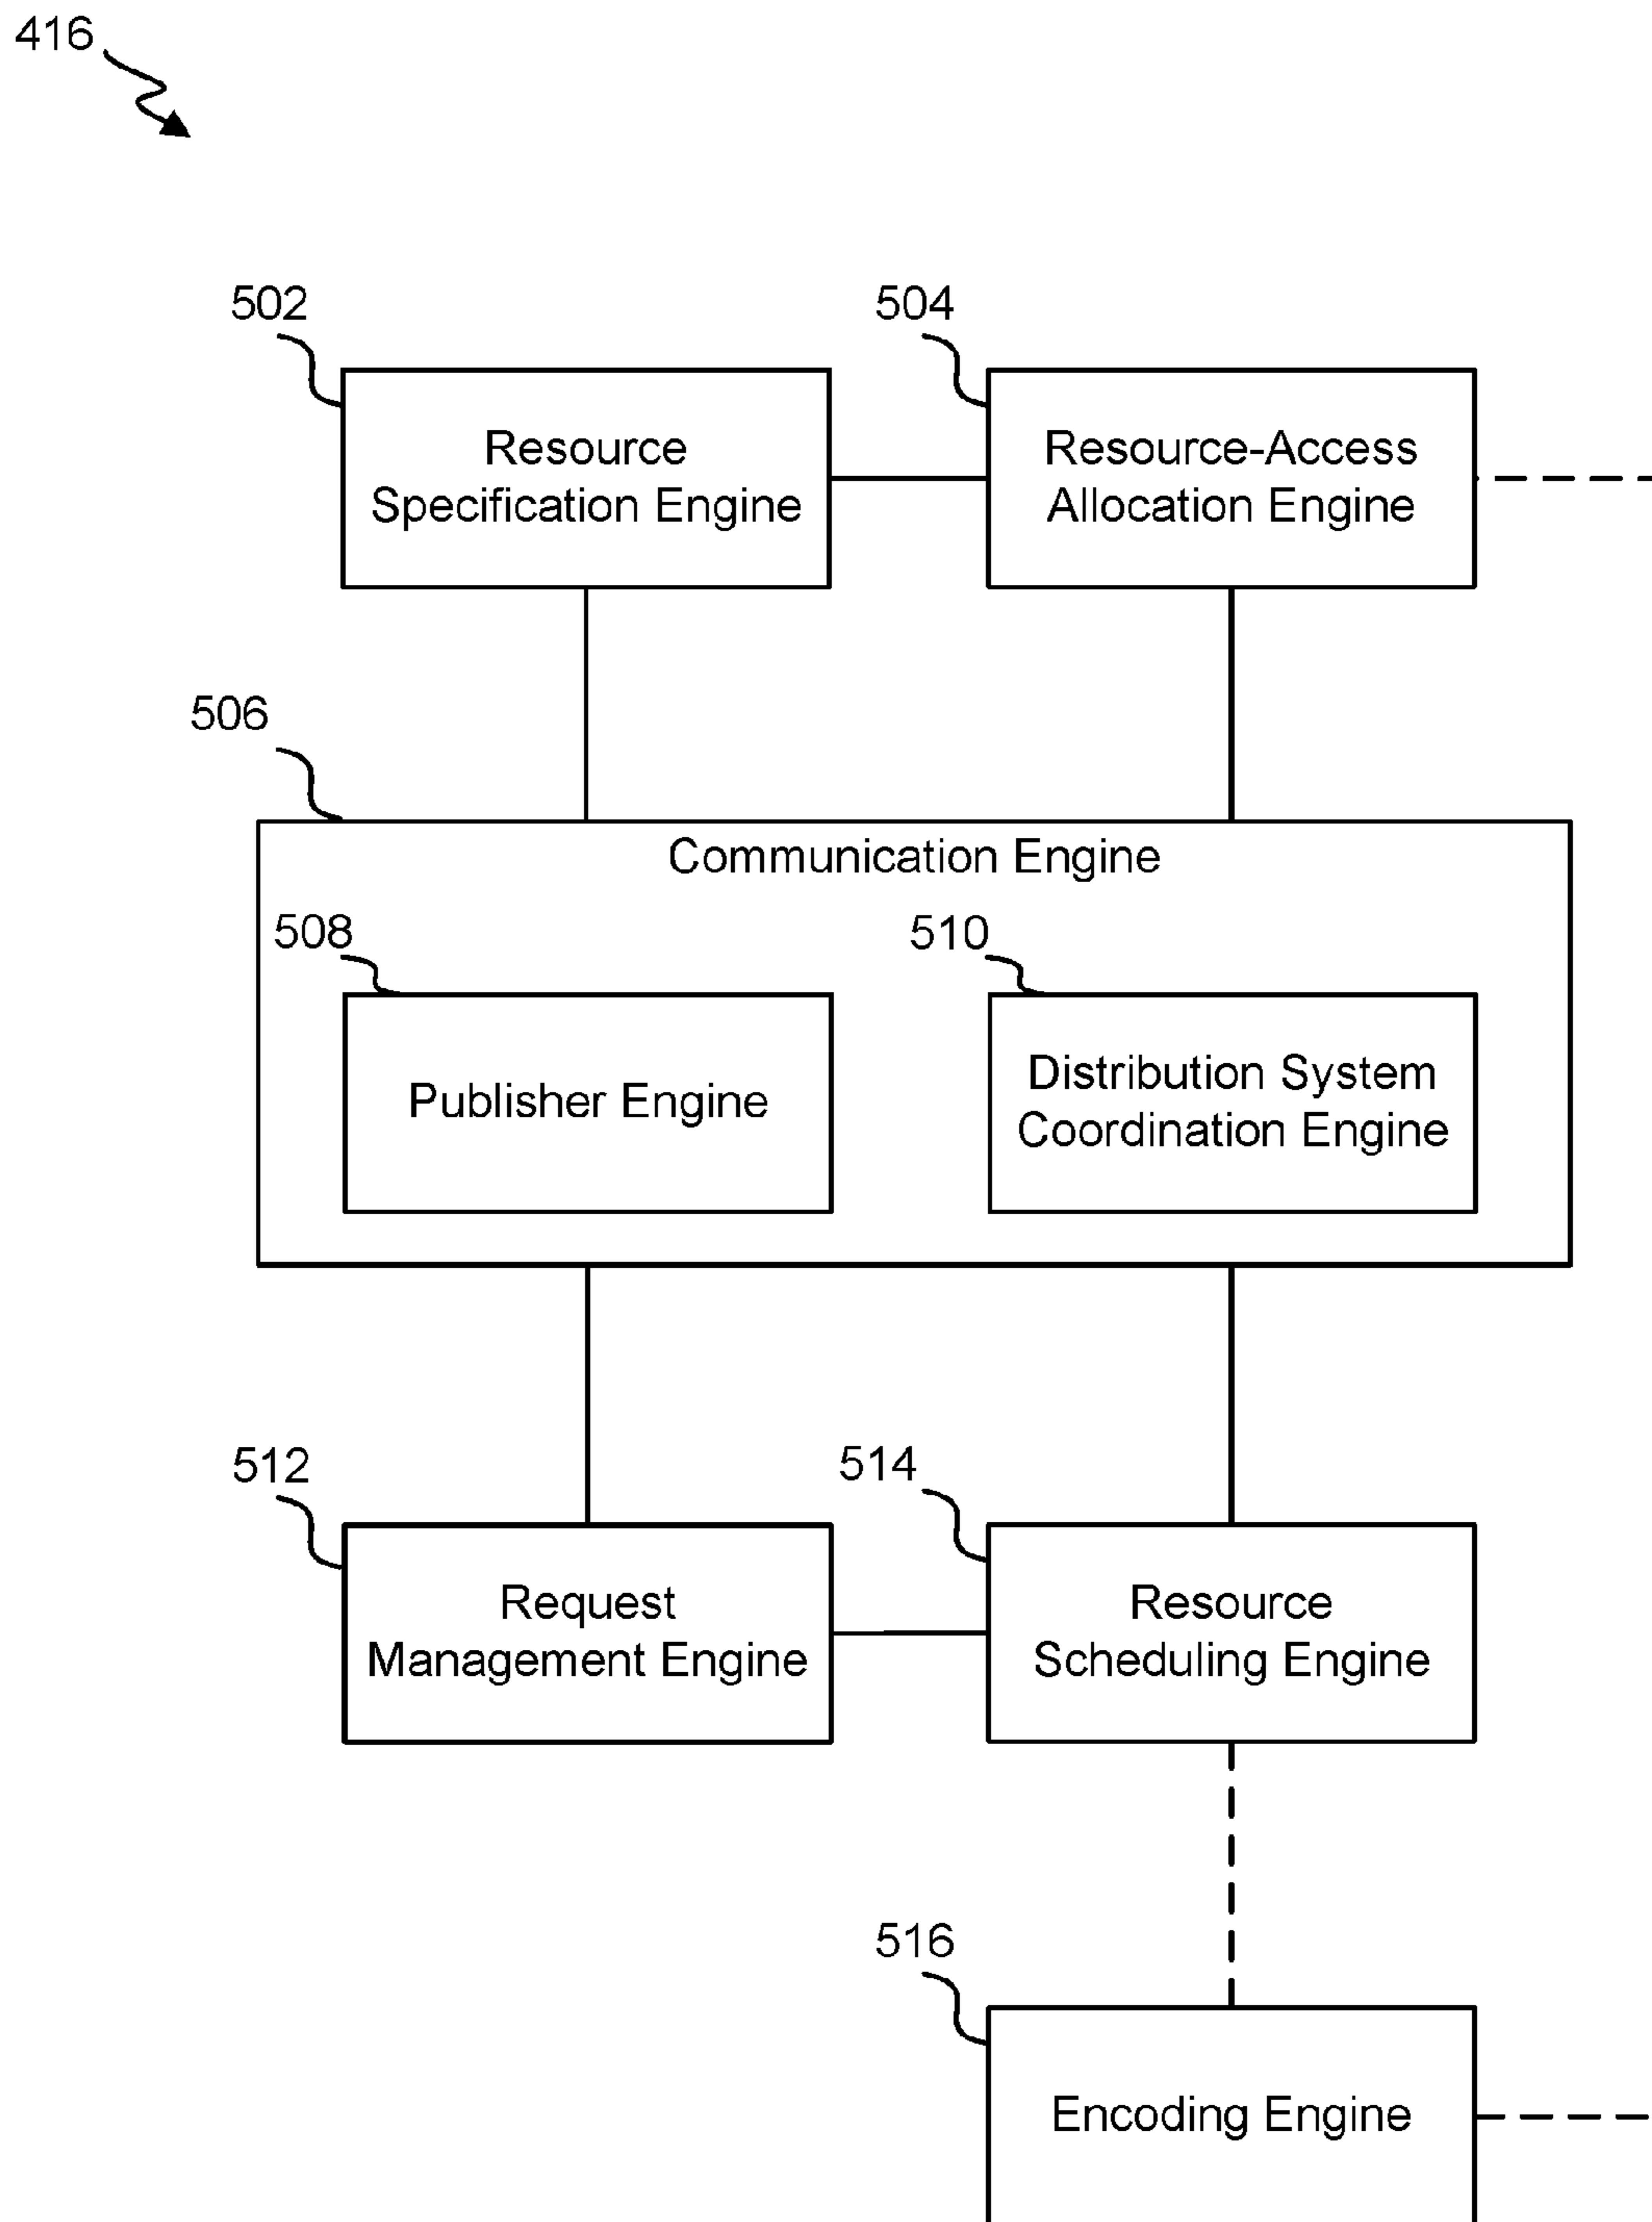 416
502
504
Resource
Specification Engine
Resource-Access
Allocation Engine
506
Communication Engine
508
510
Publisher Engine
Distribution System
Coordination Engine
512
514
Request
Management Engine
Resource
Scheduling Engine
516
Encoding Engine